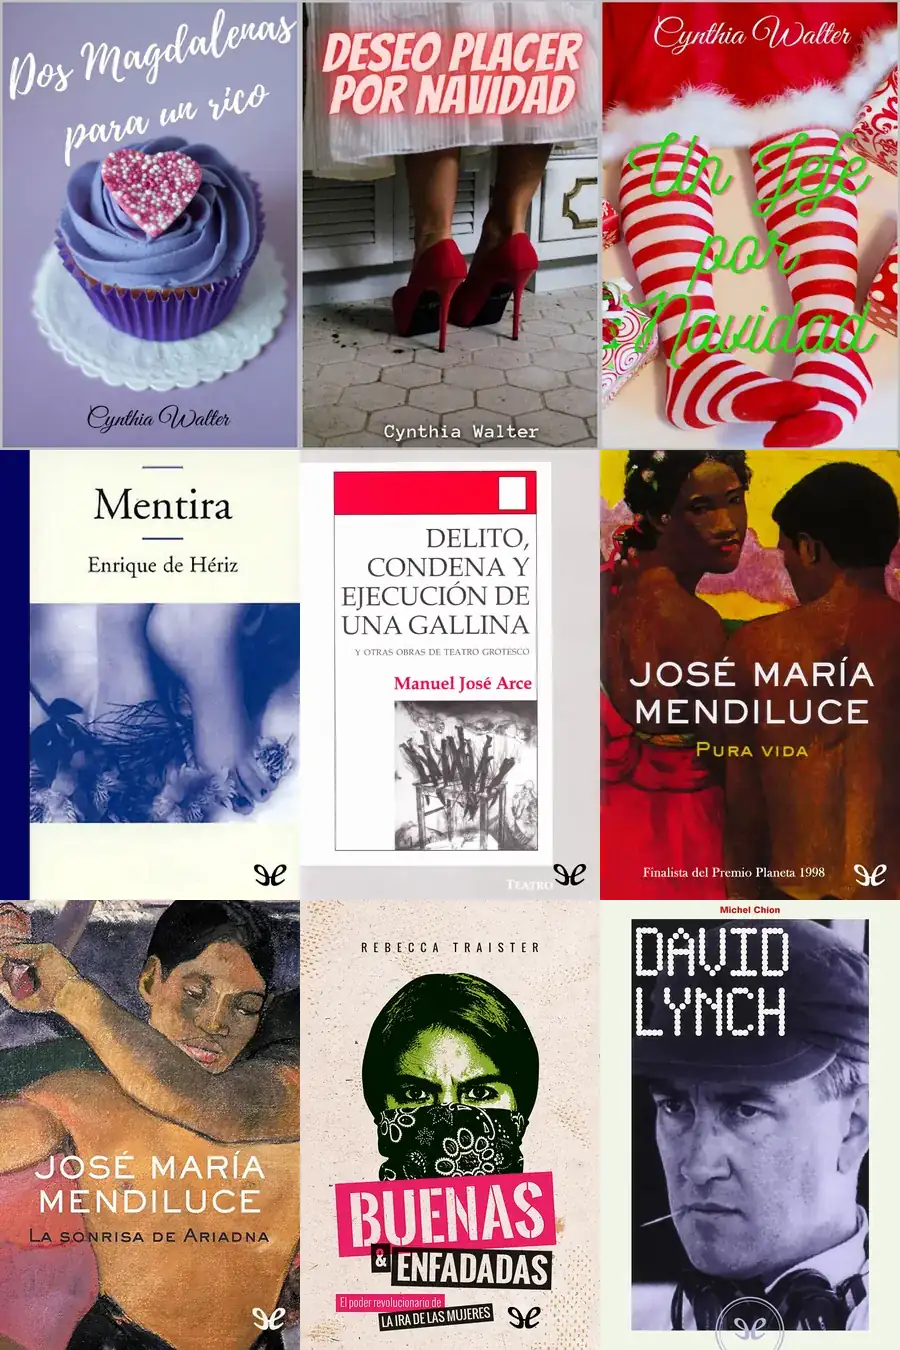 Dos Magdalenas
para un rico
Cynthia Walter
DESEO PLACER
POR NAVIDAD
Cynthia Walter
Cynthia Walter
Un Jefe
por
Navidad
Mentira
Enrique de Hériz
DELITO,
CONDENA Y
EJECUCIÓN DE
UNA GALLINA
Y OTRAS OBRAS DE TEATRO GROTESCO
Manuel José Arce
TEATRO
JOSÉ MARÍA
MENDILUCE
PURA VIDA
Finalista del Premio Planeta 1998
JOSÉ MARÍA
MENDILUCE
LA SONRISA DE ARIADNA
REBECCA TRAISTER
BUENAS
& ENFADADAS
El poder revolucionario de
LA IRA DE LAS MUJERES
Michel Chion
DAVID
LYNCH